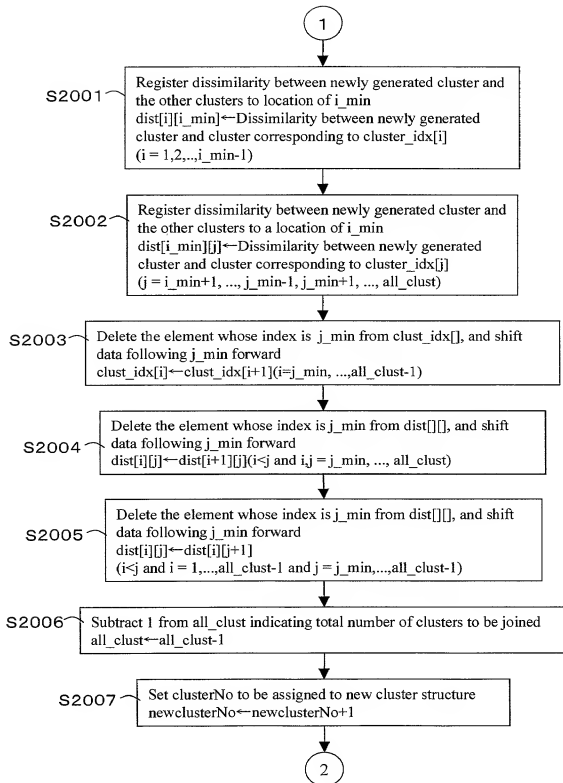 1
S2001
Register dissimilarity between newly generated cluster and
the other clusters to location of i_min
dist[i][i_min]←Dissimilarity between newly generated
cluster and cluster corresponding to cluster_idx[i]
(i = 1,2,..,i_min-1)
S2002
Register dissimilarity between newly generated cluster and
the other clusters to a location of i_min
dist[i_min][j]←Dissimilarity between newly generated
cluster and cluster corresponding to cluster_idx[j]
(j = i_min+1, ..., j_min-1, j_min+1, ..., all_clust)
S2003
Delete the element whose index is j_min from clust_idx[], and shift
data following j_min forward
clust_idx[i]←clust_idx[i+1](i=j_min, ...,all_clust-1)
S2004
Delete the element whose index is j_min from dist[][], and shift
data following j_min forward
dist[i][j]←dist[i+1][j](i<j and i,j = j_min, ..., all_clust)
S2005
Delete the element whose index is j_min from dist[][], and shift
data following j_min forward
dist[i][j]←dist[i][j+1]
(i<j and i = 1,...,all_clust-1 and j = j_min,...,all_clust-1)
S2006
Subtract 1 from all_clust indicating total number of clusters to be joined
all_clust←all_clust-1
S2007
Set clusterNo to be assigned to new cluster structure
newclusterNo←newclusterNo+1
2